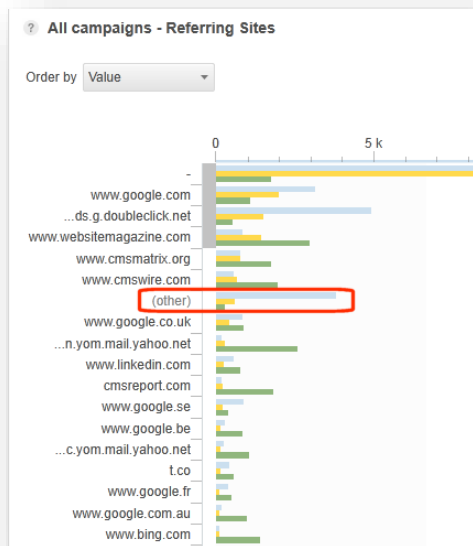 ? All campaigns - Referring Sites
Order by Value
0 5 k
-
www.google.com
...ds.g.doubleclick.net
www.websitemagazine.com
www.cmsmatrix.org
www.cmswire.com
(other)
www.google.co.uk
...n.yom.mail.yahoo.net
www.linkedin.com
cmsreport.com
www.google.se
www.google.be
...c.yom.mail.yahoo.net
t.co
www.google.fr
www.google.com.au
www.bing.com